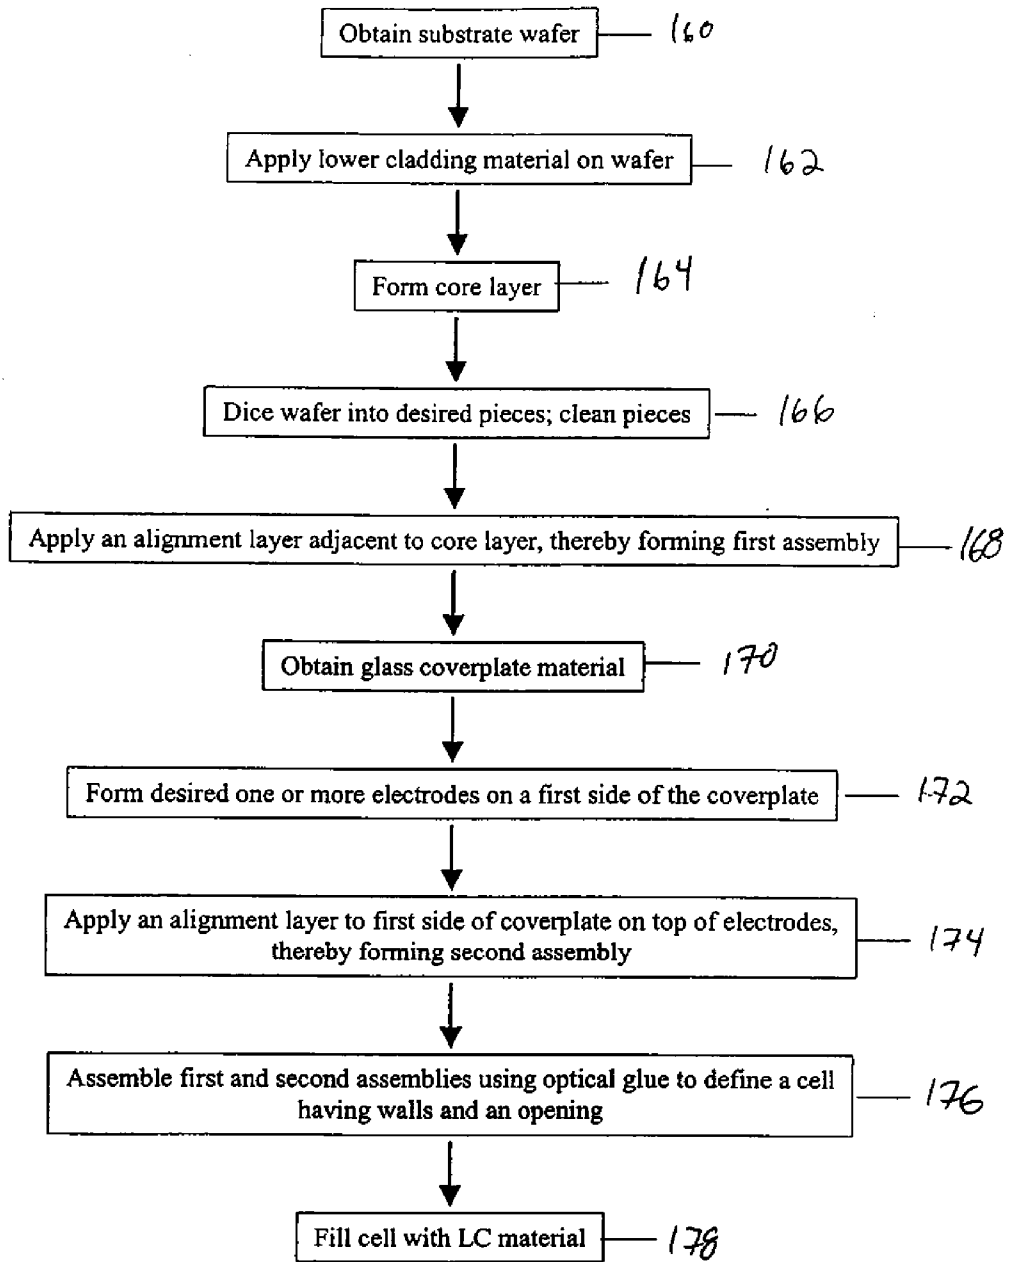 Obtain substrate wafer 160
Apply lower cladding material on wafer 162
Form core layer 164
Dice wafer into desired pieces; clean pieces 166
Apply an alignment layer adjacent to core layer, thereby forming first assembly 168
Obtain glass coverplate material 170
Form desired one or more electrodes on a first side of the coverplate 172
Apply an alignment layer to first side of coverplate on top of electrodes,
thereby forming second assembly 174
Assemble first and second assemblies using optical glue to define a cell
having walls and an opening 176
Fill cell with LC material 178